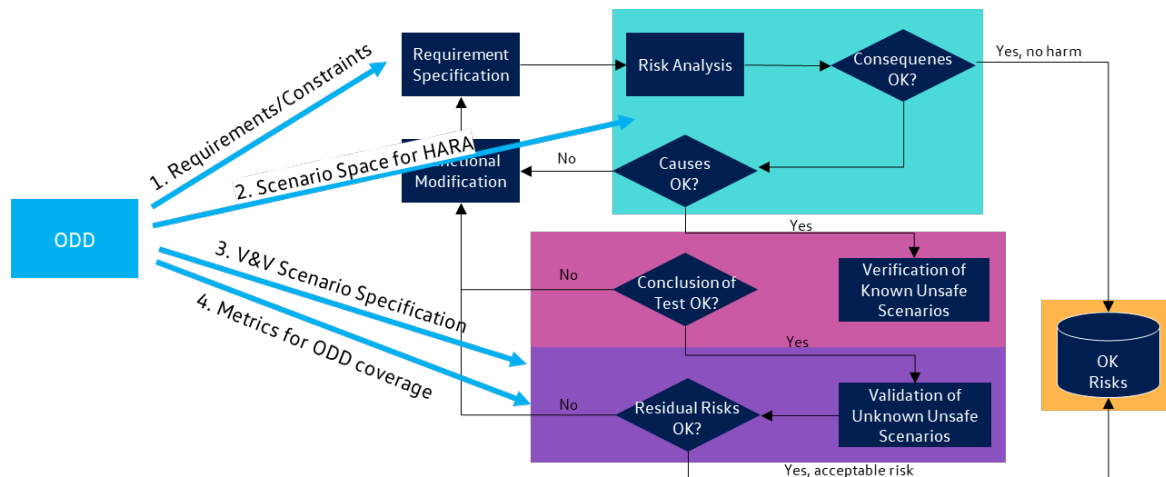 Requirement
Specification
Risk Analysis
Consequenes
OK?
Yes, no harm
1. Requirements/Constraints
2. Scenario Space for HARA
Modification
No
Causes
OK?
ODD
Yes
3. V&V Scenario Specification
4. Metrics for ODD coverage
No
Conclusion of
Test OK?
Verification of
Known Unsafe
Scenarios
Yes
OK
Risks
No
Residual Risks
OK?
Validation of
Unknown Unsafe
Scenarios
Yes, acceptable risk